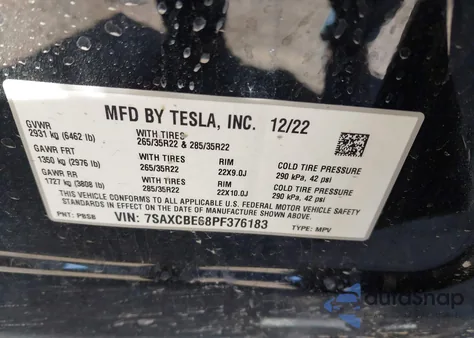 MFD BY TESLA, INC. 12/22
GVWR
2931 kg (6462 lb)
WITH TIRES
265/35R22 & 285/35R22
GAWR FRT
1350 kg (2976 lb)
WITH TIRES
265/35R22
RIM
22X9.0J
COLD TIRE PRESSURE
290 kPa, 42 psi
GAWR RR
1727 kg (3808 lb)
WITH TIRES
285/35R22
RIM
22X10.0J
COLD TIRE PRESSURE
290 kPa, 42 psi
THIS VEHICLE CONFORMS TO ALL APPLICABLE U.S. FEDERAL MOTOR VEHICLE SAFETY
STANDARDS IN EFFECT ON THE DATE OF MANUFACTURE SHOWN ABOVE.
PNT: PBSB
VIN: 7SAXCBE68PF376183
TYPE: MPV
autosnap